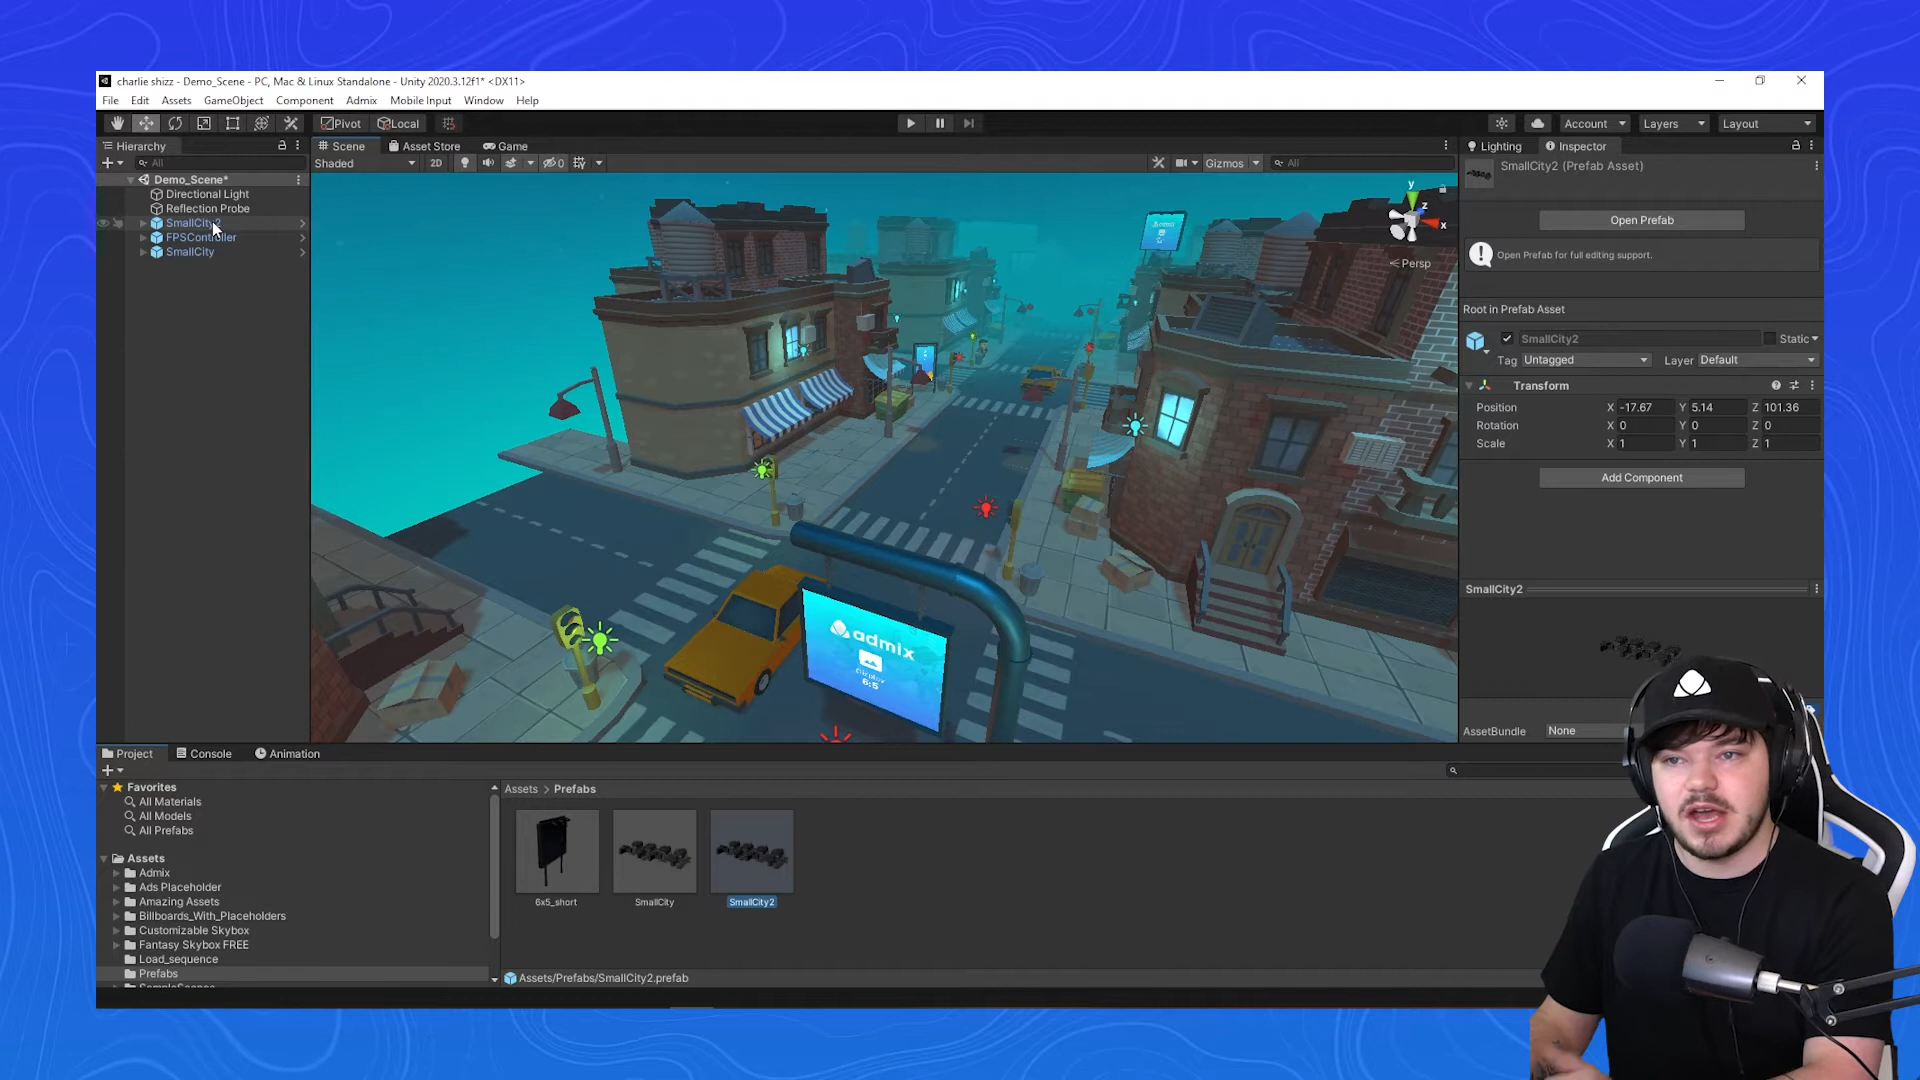 charlie shizz - Demo_Scene - PC, Mac & Linux Standalone - Unity 2020.3.12f1* <DX11>
File Edit Assets GameObject Component Admix Mobile Input Window Help
Pivot Local Account Layers Layout
Hierarchy
All
Demo_Scene*
Directional Light
Reflection Probe
SmallCity2
FPSController
SmallCity
Scene Asset Store Game
Shaded 2D 0 Gizmos All
y
z
x
Persp
admix
Display
6:5
Lighting Inspector
SmallCity2 (Prefab Asset)
Open Prefab
Open Prefab for full editing support.
Root in Prefab Asset
SmallCity2 Static
Tag Untagged Layer Default
Transform
Position X -17.67 Y 5.14 Z 101.36
Rotation X 0 Y 0 Z 0
Scale X 1 Y 1 Z 1
Add Component
SmallCity2
AssetBundle None
Project Console Animation
Favorites
All Materials
All Models
All Prefabs
Assets
Admix
Ads Placeholder
Amazing Assets
Billboards_With_Placeholders
Customizable Skybox
Fantasy Skybox FREE
Load_sequence
Prefabs
Assets > Prefabs
6x5_short SmallCity SmallCity2
Assets/Prefabs/SmallCity2.prefab